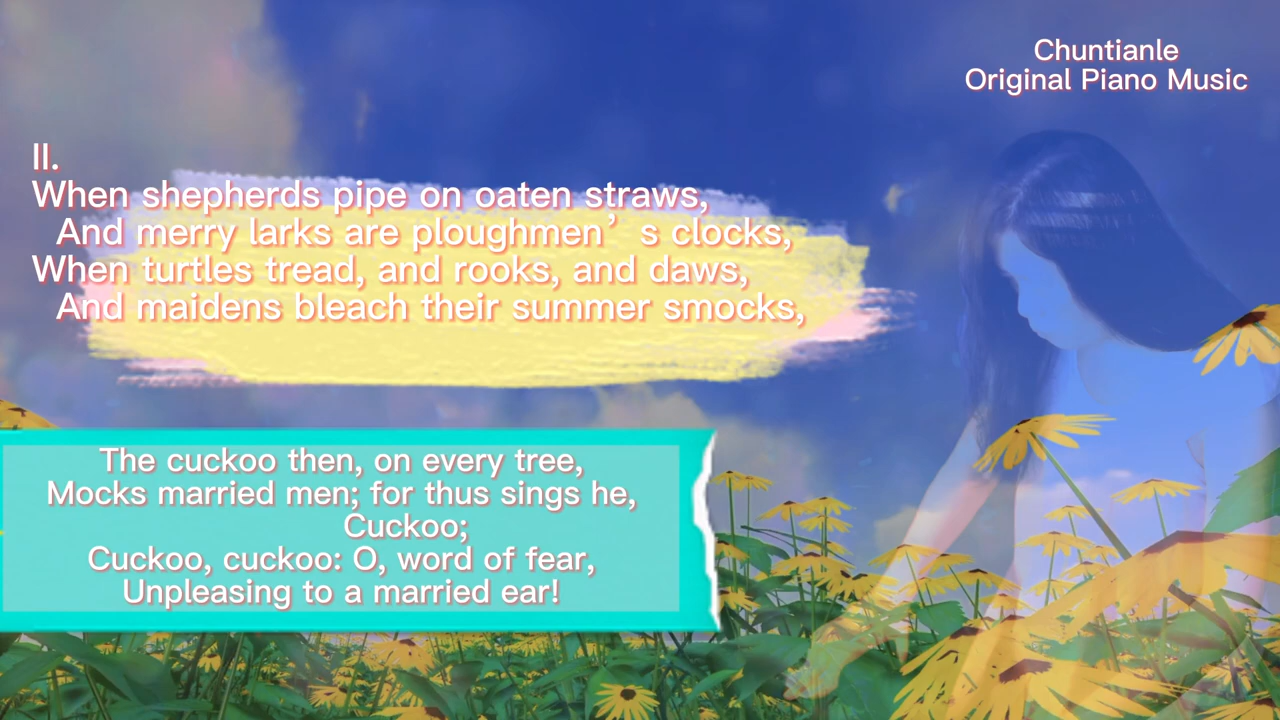 Chuntianle
Original Piano Music
II.
When shepherds pipe on oaten straws,
And merry larks are ploughmen’s clocks,
When turtles tread, and rooks, and daws,
And maidens bleach their summer smocks,
The cuckoo then, on every tree,
Mocks married men; for thus sings he,
Cuckoo;
Cuckoo, cuckoo: O, word of fear,
Unpleasing to a married ear!